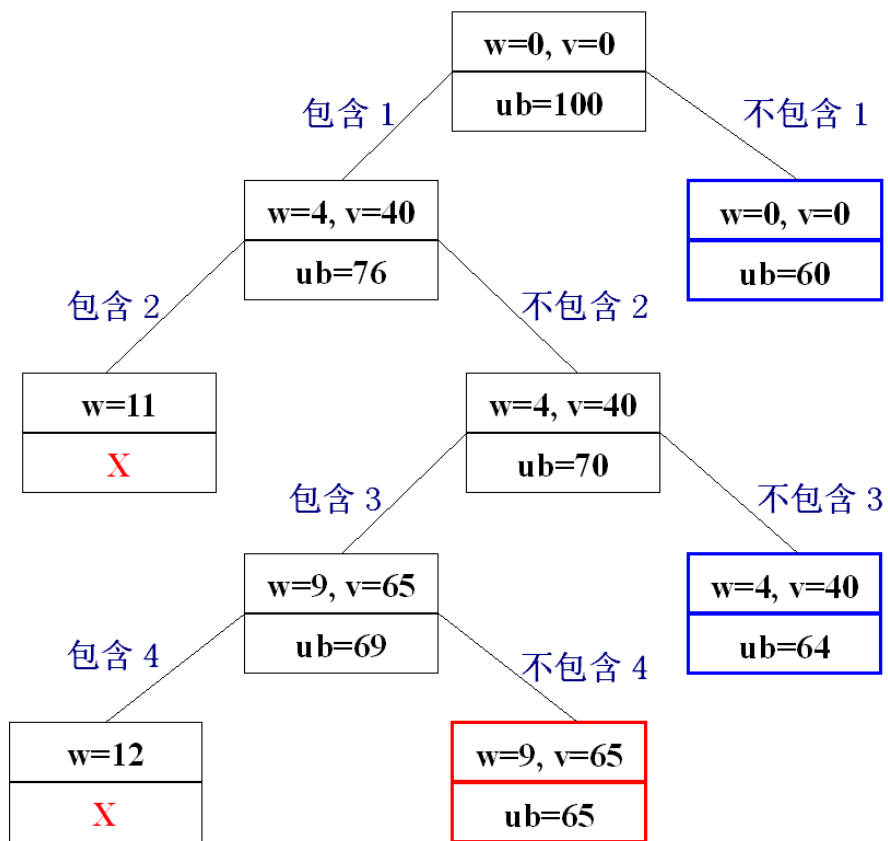 w=0, v=0
ub=100
包含 1
不包含 1
w=4, v=40
ub=76
w=0, v=0
ub=60
包含 2
不包含 2
w=11
X
w=4, v=40
ub=70
包含 3
不包含 3
w=9, v=65
ub=69
w=4, v=40
ub=64
包含 4
不包含 4
w=12
X
w=9, v=65
ub=65